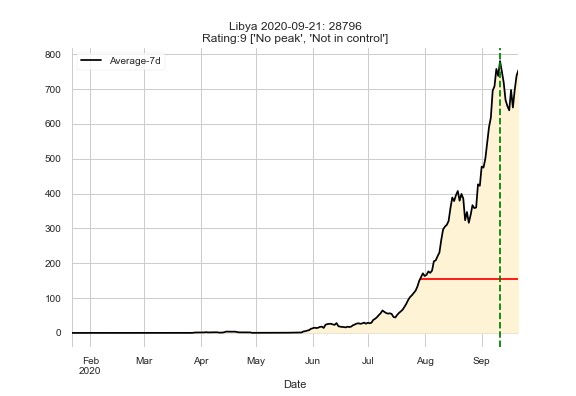 Libya 2020-09-21: 28796
Rating:9 ['No peak', 'Not in control']
Average-7d
800
700
600
500
400
300
200
100
0
Feb Mar Apr May Jun Jul Aug Sep
2020
Date